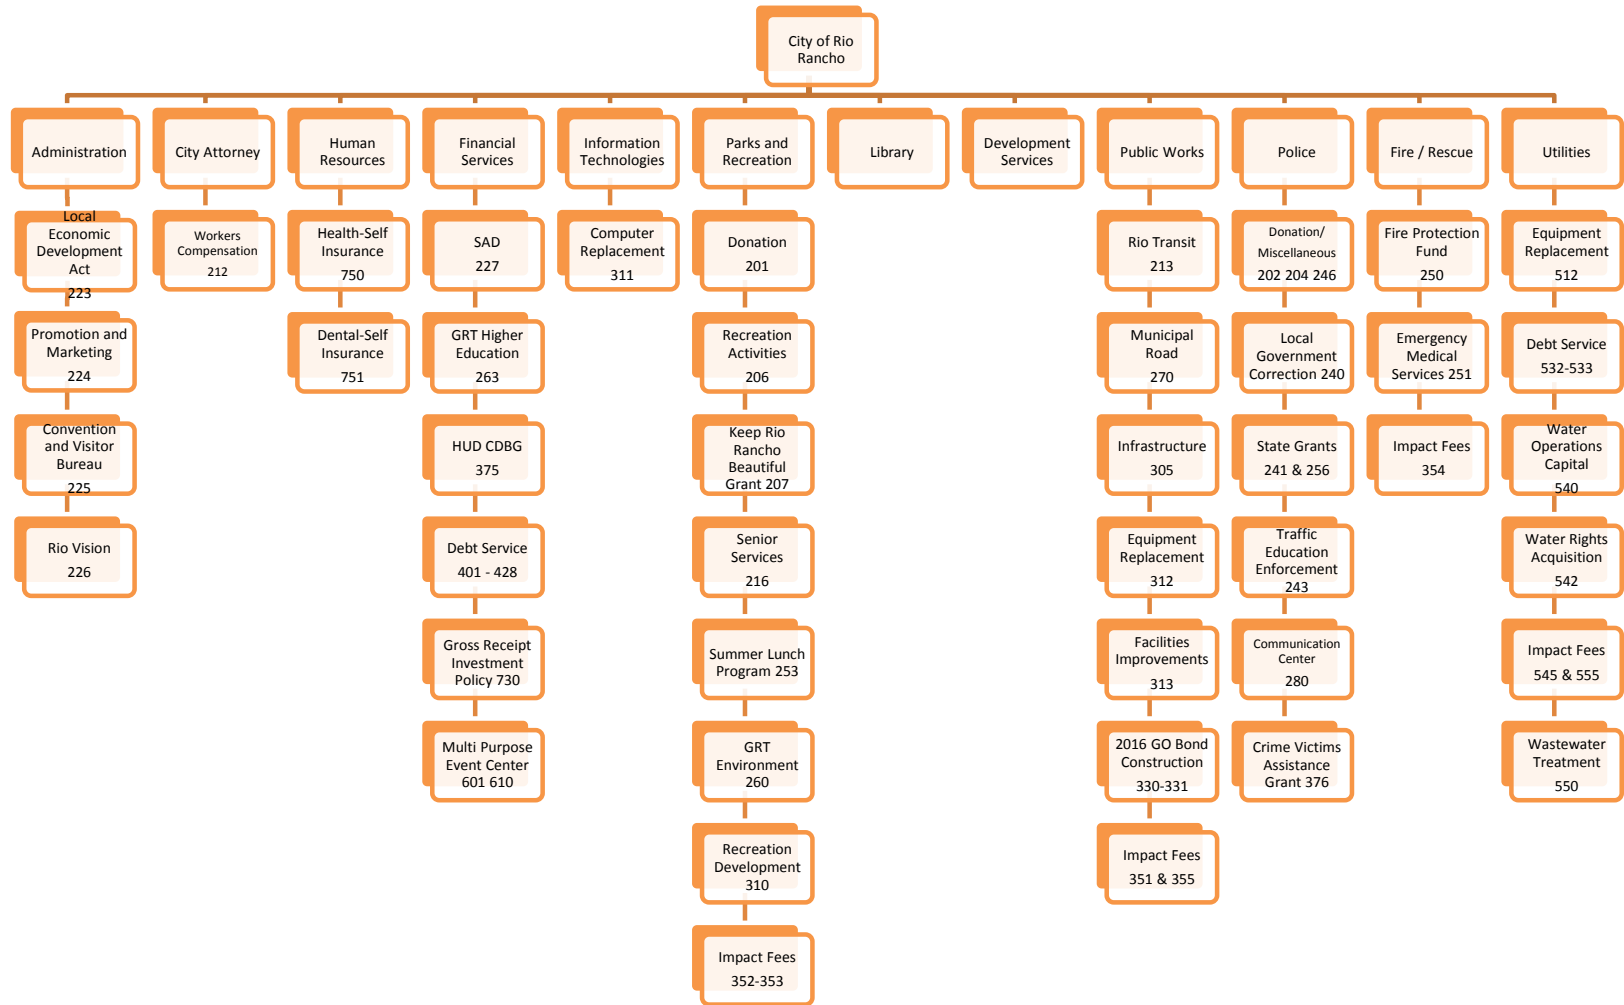 City of Rio
Rancho
Administration
City Attorney
Human
Resources
Financial
Services
Information
Technologies
Parks and
Recreation
Library
Development
Services
Public Works
Police
Fire / Rescue
Utilities
Local
Economic
Development
Act
223
Promotion and
Marketing
224
Convention
and Visitor
Bureau
225
Rio Vision
226
Workers
Compensation
212
Health-Self
Insurance
750
Dental-Self
Insurance
751
SAD
227
GRT Higher
Education
263
HUD CDBG
375
Debt Service
401 - 428
Gross Receipt
Investment
Policy 730
Multi Purpose
Event Center
601 610
Computer
Replacement
311
Donation
201
Recreation
Activities
206
Keep Rio
Rancho
Beautiful
Grant 207
Senior
Services
216
Summer Lunch
Program 253
GRT
Environment
260
Recreation
Development
310
Impact Fees
352-353
Rio Transit
213
Municipal
Road
270
Infrastructure
305
Equipment
Replacement
312
Facilities
Improvements
313
2016 GO Bond
Construction
330-331
Impact Fees
351 & 355
Donation/
Miscellaneous
202 204 246
Local
Government
Correction 240
State Grants
241 & 256
Traffic
Education
Enforcement
243
Communication
Center
280
Crime Victims
Assistance
Grant 376
Fire Protection
Fund
250
Emergency
Medical
Services 251
Impact Fees
354
Equipment
Replacement
512
Debt Service
532-533
Water
Operations
Capital
540
Water Rights
Acquisition
542
Impact Fees
545 & 555
Wastewater
Treatment
550